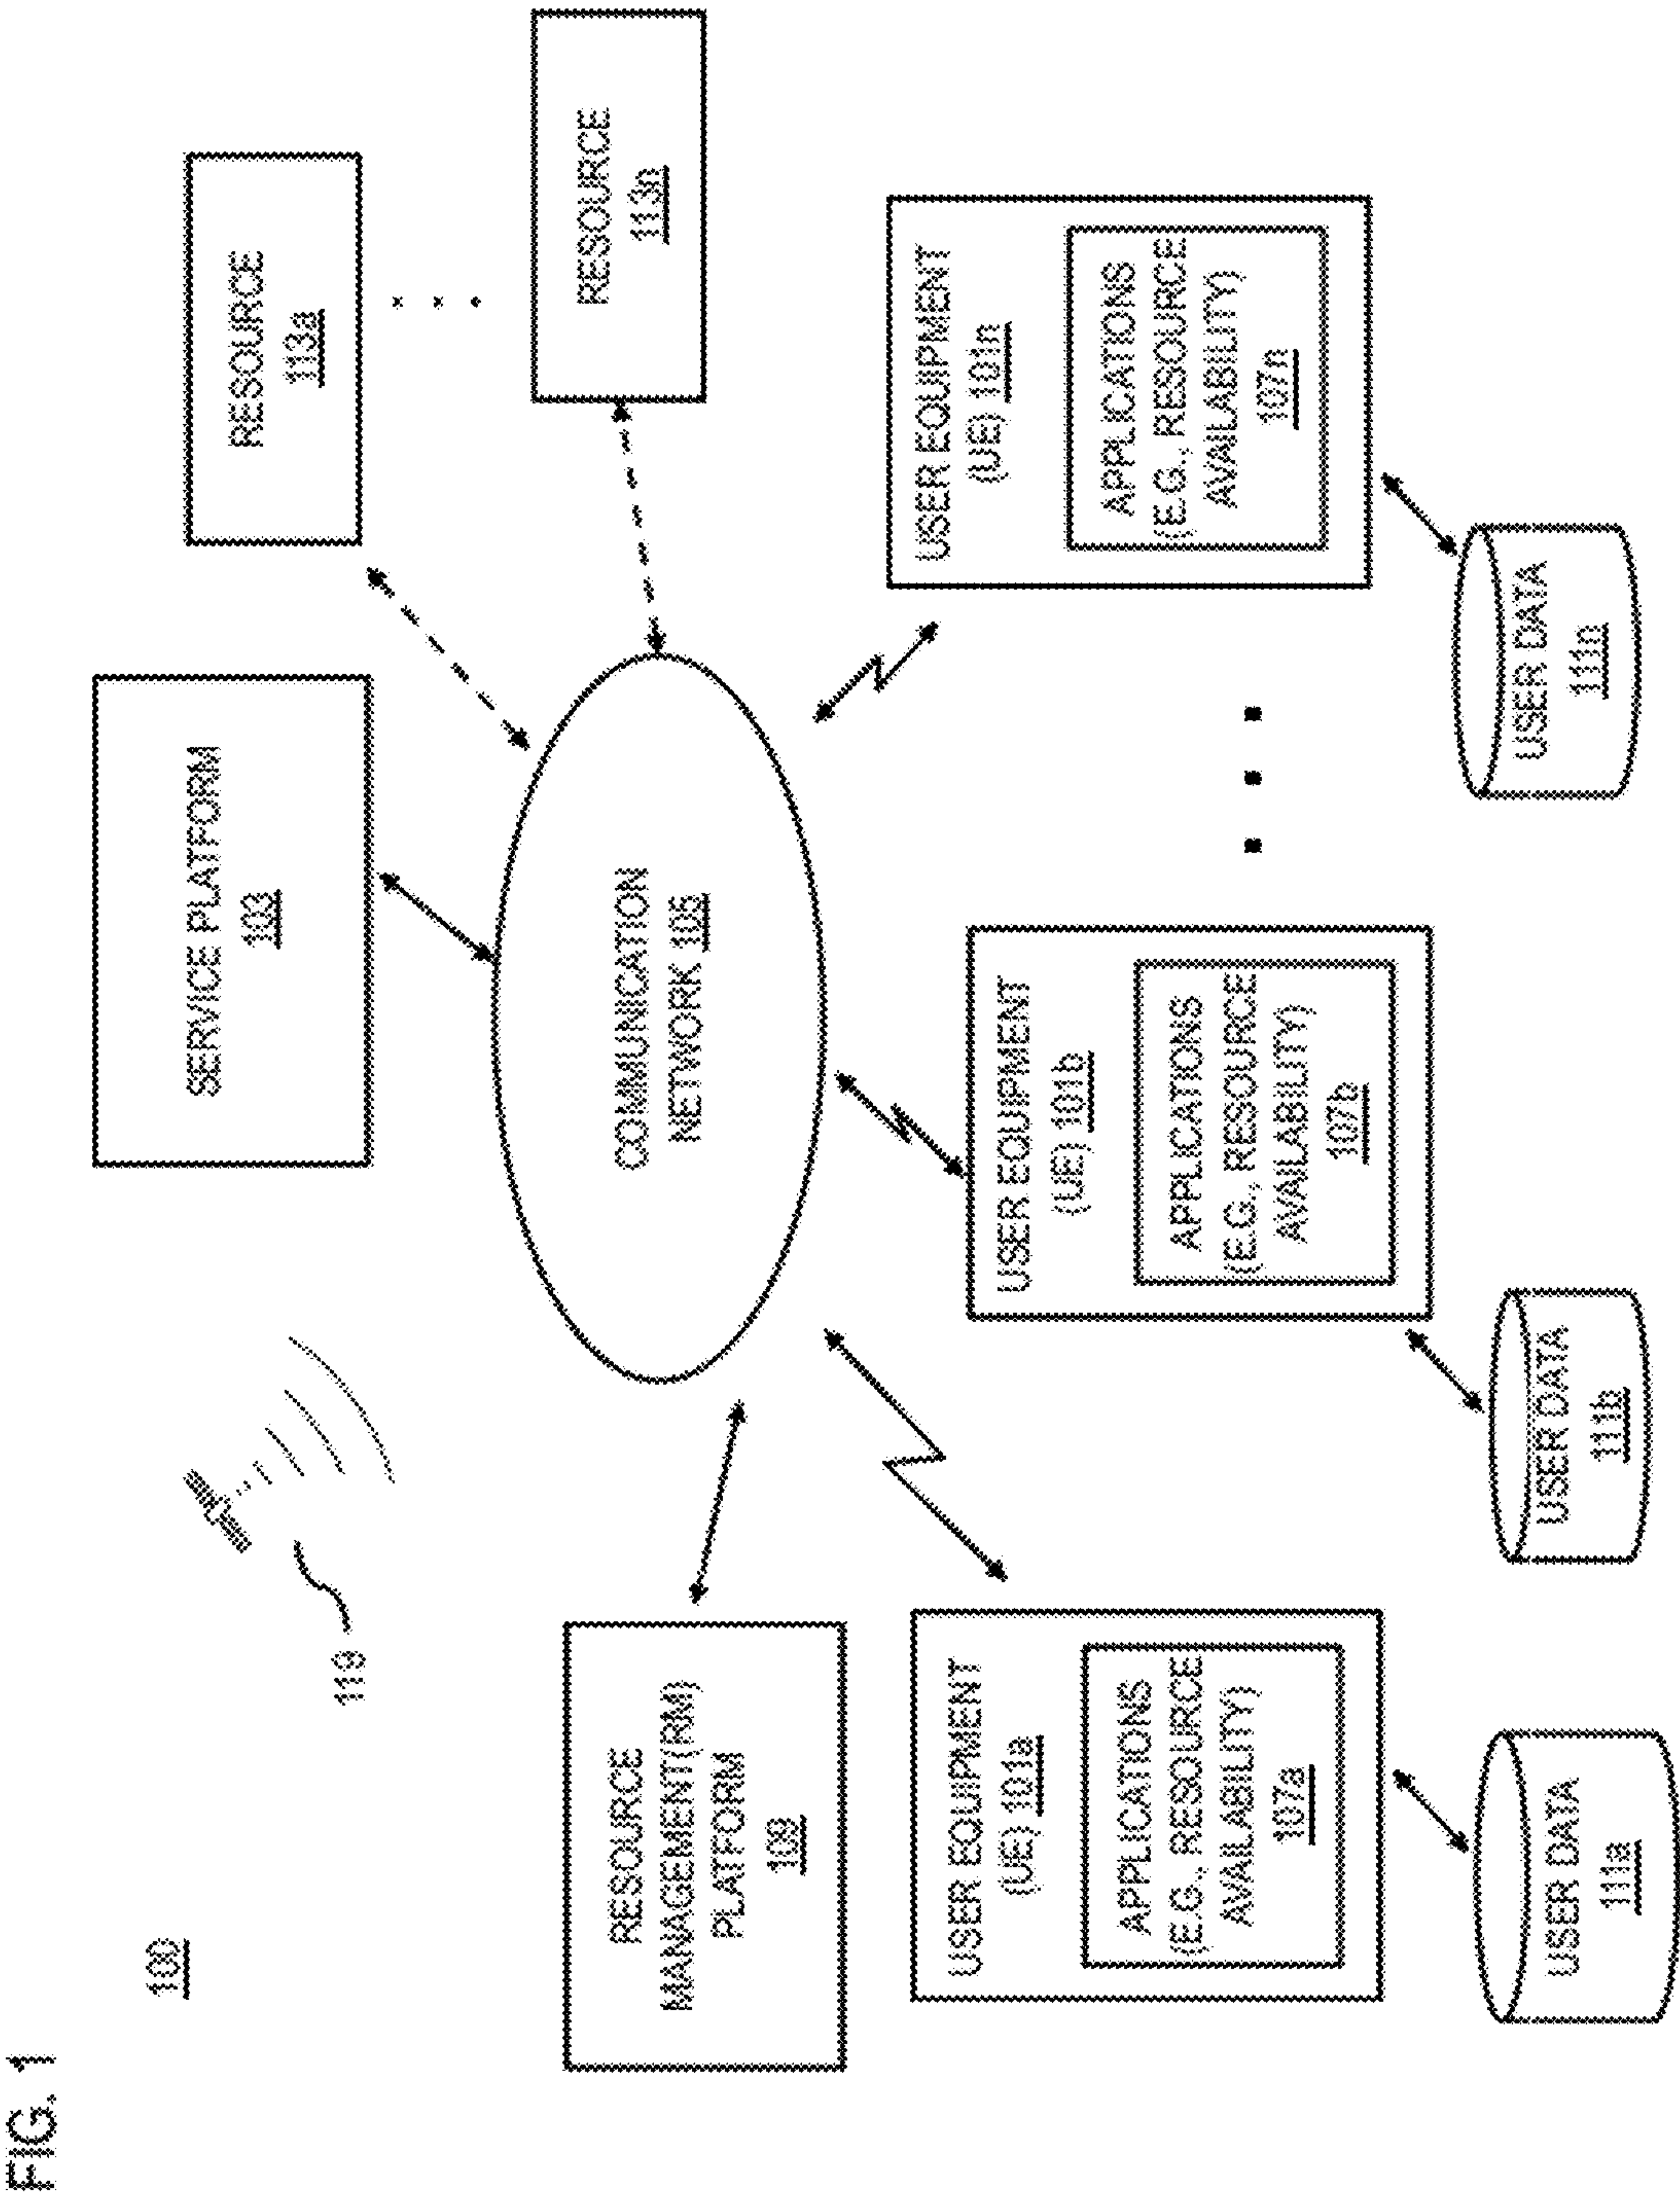 FIG. 1
100
119
SERVICE PLATFORM
103
RESOURCE
113a
RESOURCE
113n
COMMUNICATION
NETWORK 105
RESOURCE
MANAGEMENT(RM)
PLATFORM
109
USER EQUIPMENT
(UE) 101a
APPLICATIONS
(E.G., RESOURCE
AVAILABILITY)
107a
USER EQUIPMENT
(UE) 101b
APPLICATIONS
(E.G., RESOURCE
AVAILABILITY)
107b
USER EQUIPMENT
(UE) 101n
APPLICATIONS
(E.G., RESOURCE
AVAILABILITY)
107n
USER DATA
111a
USER DATA
111b
USER DATA
111n